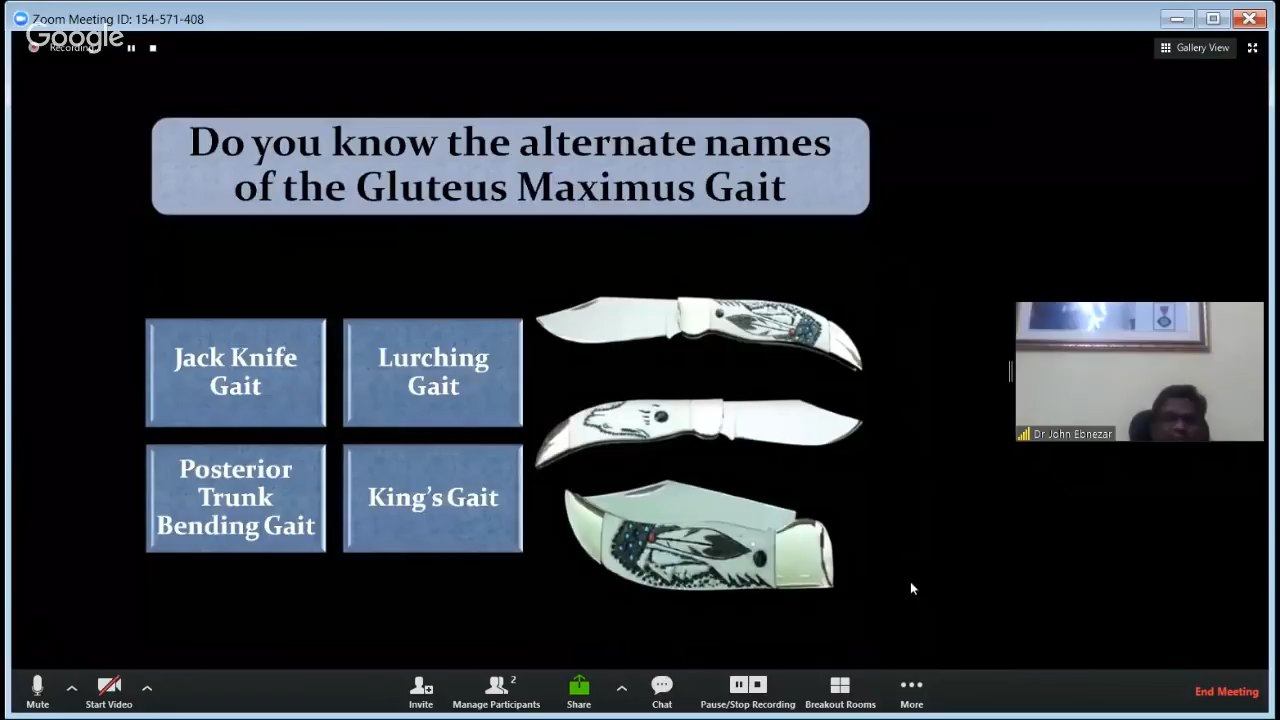 Zoom Meeting ID: 154-571-408
Google
Recording
Gallery View
Do you know the alternate names
of the Gluteus Maximus Gait
Jack Knife
Gait
Lurching
Gait
Posterior
Trunk
Bending Gait
King's Gait
Dr John Ebnezar
Mute
Start Video
Invite
2
Manage Participants
Share
Chat
Pause/Stop Recording
Breakout Rooms
More
End Meeting